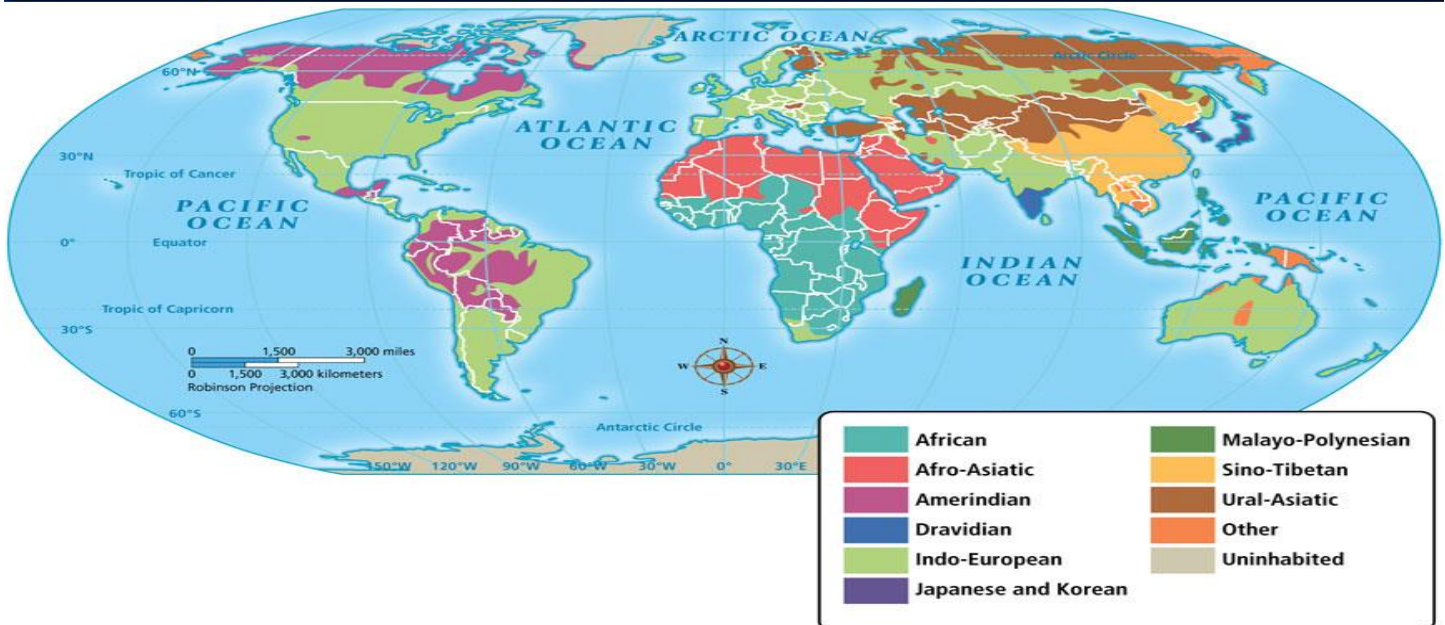 ARCTIC OCEAN
Arctic Circle
60°N
ATLANTIC
OCEAN
30°N
Tropic of Cancer
PACIFIC
OCEAN
PACIFIC
OCEAN
0°
Equator
INDIAN
OCEAN
Tropic of Capricorn
30°S
0 1,500 3,000 miles
0 1,500 3,000 kilometers
Robinson Projection
N
W E
S
60°S
Antarctic Circle
150°W 120°W 90°W 60°W 30°W 0° 30°E
African
Afro-Asiatic
Amerindian
Dravidian
Indo-European
Japanese and Korean
Malayo-Polynesian
Sino-Tibetan
Ural-Asiatic
Other
Uninhabited